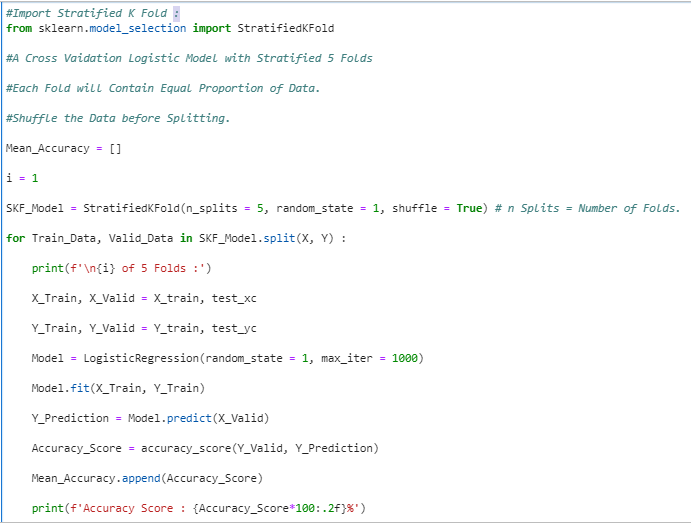 #Import Stratified K Fold :
from sklearn.model_selection import StratifiedKFold
#A Cross Vaidation Logistic Model with Stratified 5 Folds
#Each Fold will Contain Equal Proportion of Data.
#Shuffle the Data before Splitting.
Mean_Accuracy = []
i = 1
SKF_Model = StratifiedKFold(n_splits = 5, random_state = 1, shuffle = True) # n Splits = Number of Folds.
for Train_Data, Valid_Data in SKF_Model.split(X, Y) :
    print(f'\n{i} of 5 Folds :')
    X_Train, X_Valid = X_train, test_xc
    Y_Train, Y_Valid = Y_train, test_yc
    Model = LogisticRegression(random_state = 1, max_iter = 1000)
    Model.fit(X_Train, Y_Train)
    Y_Prediction = Model.predict(X_Valid)
    Accuracy_Score = accuracy_score(Y_Valid, Y_Prediction)
    Mean_Accuracy.append(Accuracy_Score)
    print(f'Accuracy Score : {Accuracy_Score*100:.2f}%')